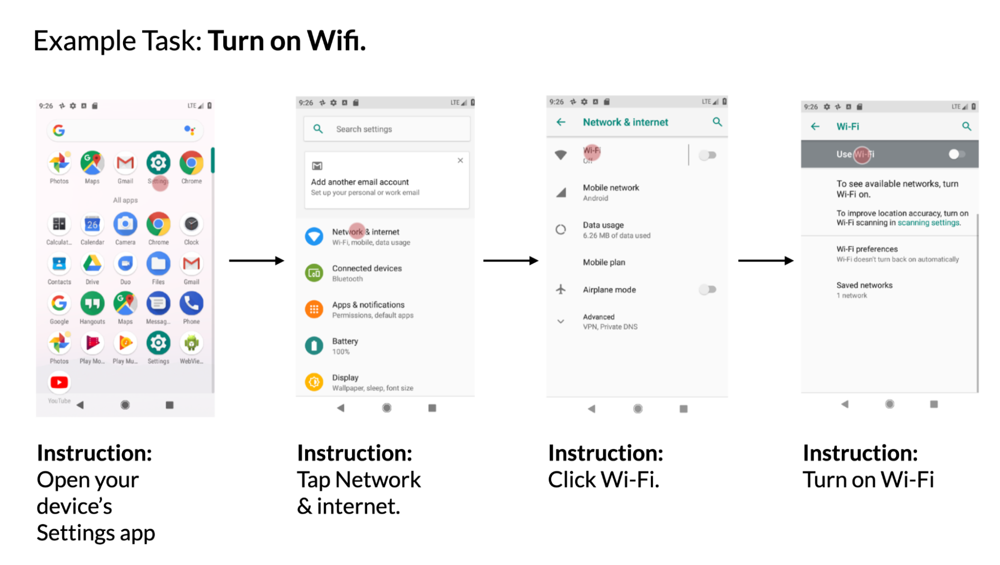 Example Task: Turn on Wifi.
9:26
LTE
Photos
Maps
Gmail
Settings
Chrome
All apps
26
Calculat...
Calendar
Camera
Chrome
Clock
Contacts
Drive
Duo
Files
Gmail
Google
Hangouts
Maps
Messag...
Phone
Photos
Play Mo...
Play Mu...
Settings
WebVie...
YouTube
Instruction:
Open your
device’s
Settings app
9:26
LTE
Search settings
Add another email account
Set up your personal or work email
Network & internet
Wi-Fi, mobile, data usage
Connected devices
Bluetooth
Apps & notifications
Permissions, default apps
Battery
100%
Display
Wallpaper, sleep, font size
Instruction:
Tap Network
& internet.
9:26
LTE
Network & internet
Wi-Fi
Off
Mobile network
Android
Data usage
6.26 MB of data used
Mobile plan
Airplane mode
Advanced
VPN, Private DNS
Instruction:
Click Wi-Fi.
9:26
LTE
Wi-Fi
Use Wi-Fi
To see available networks, turn
Wi-Fi on.
To improve location accuracy, turn on
Wi-Fi scanning in scanning settings.
Wi-Fi preferences
Wi-Fi doesn't turn back on automatically
Saved networks
1 network
Instruction:
Turn on Wi-Fi